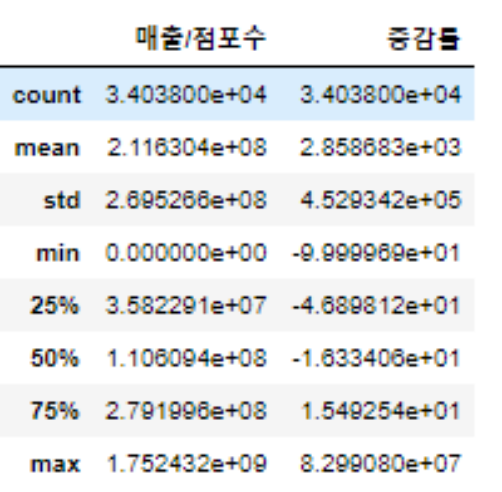 매출/점포수 증감률
count 3.403800e+04 3.403800e+04
mean 2.116304e+08 2.858683e+03
std 2.695266e+08 4.529342e+05
min 0.000000e+00 -9.999969e+01
25% 3.582291e+07 -4.689812e+01
50% 1.106094e+08 -1.633406e+01
75% 2.791996e+08 1.549254e+01
max 1.752432e+09 8.299080e+07